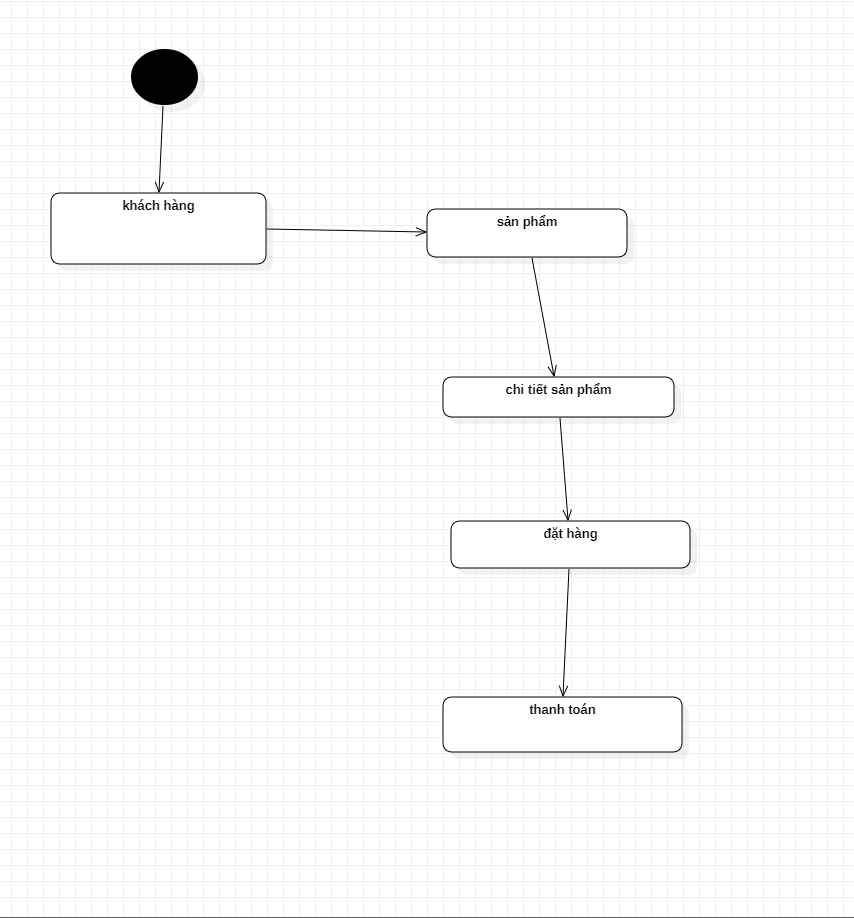 khách hàng
sản phẩm
chi tiết sản phẩm
đặt hàng
thanh toán